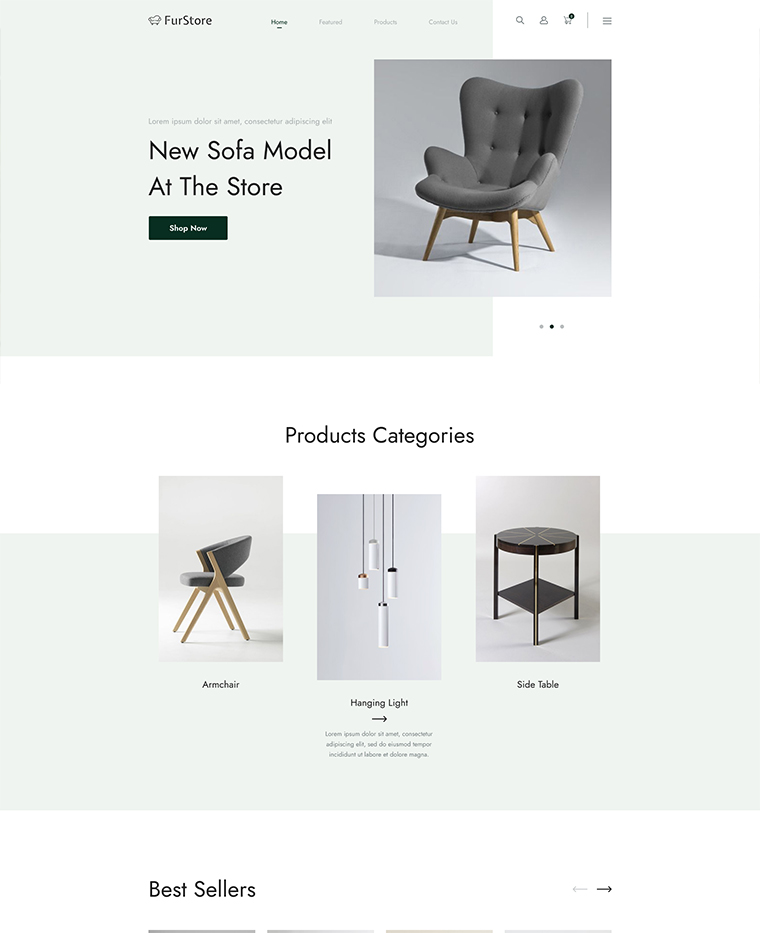 FurStore
Home Featured Products Contact Us
0
Lorem ipsum dolor sit amet, consectetur adipiscing elit
New Sofa Model
At The Store
Shop Now
Products Categories
Armchair
Hanging Light
Lorem ipsum dolor sit amet, consectetur
adipiscing elit, sed do eiusmod tempor
incididunt ut labore et dolore magna.
Side Table
Best Sellers